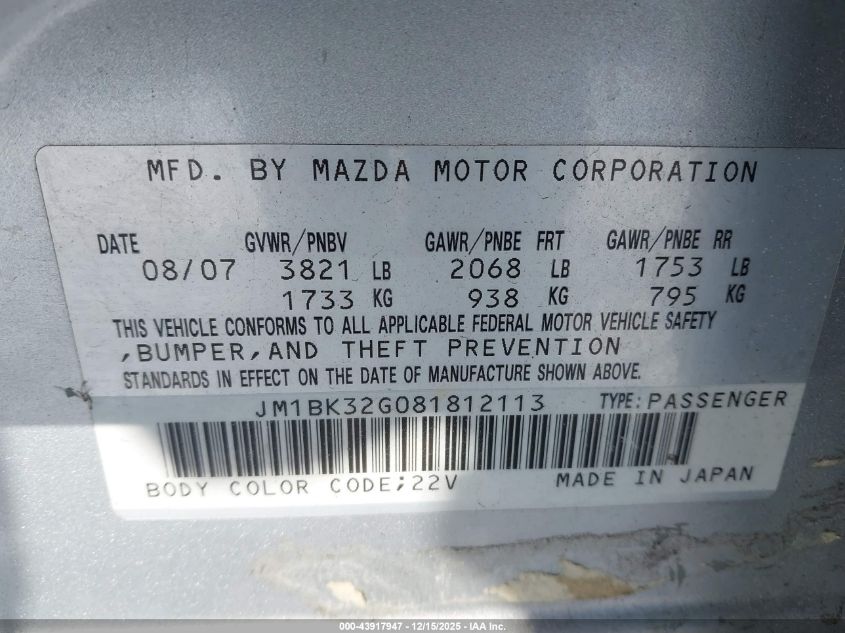 MFD. BY MAZDA MOTOR CORPORATION
DATE GVWR/PNBV GAWR/PNBE FRT GAWR/PNBE RR
08/07 3821 LB 2068 LB 1753 LB
1733 KG 938 KG 795 KG
THIS VEHICLE CONFORMS TO ALL APPLICABLE FEDERAL MOTOR VEHICLE SAFETY
,BUMPER,AND THEFT PREVENTION
STANDARDS IN EFFECT ON THE DATE OF MANUFACTURE SHOWN ABOVE.
JM1BK32G081812113 TYPE:PASSENGER
BODY COLOR CODE;22V MADE IN JAPAN
000-43917947 - 12/15/2025 - IAA Inc.